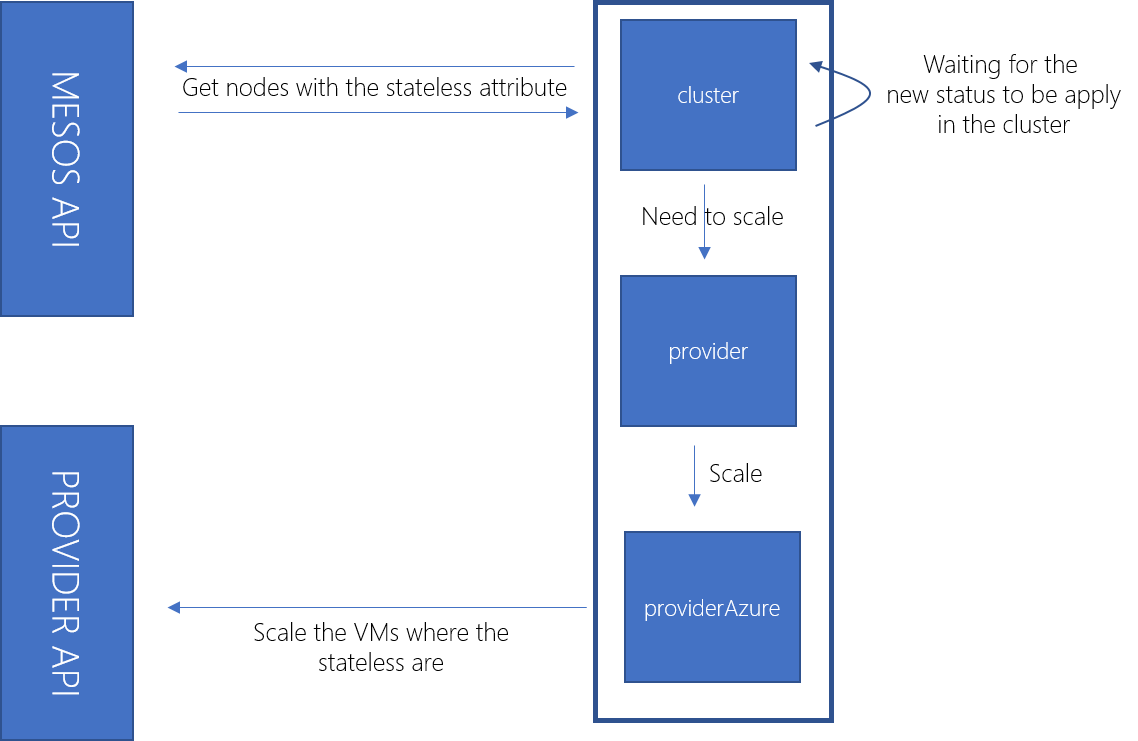 MESOS API
Get nodes with the stateless attribute
cluster
Waiting for the
new status to be apply
in the cluster
Need to scale
provider
Scale
PROVIDER API
providerAzure
Scale the VMs where the
stateless are